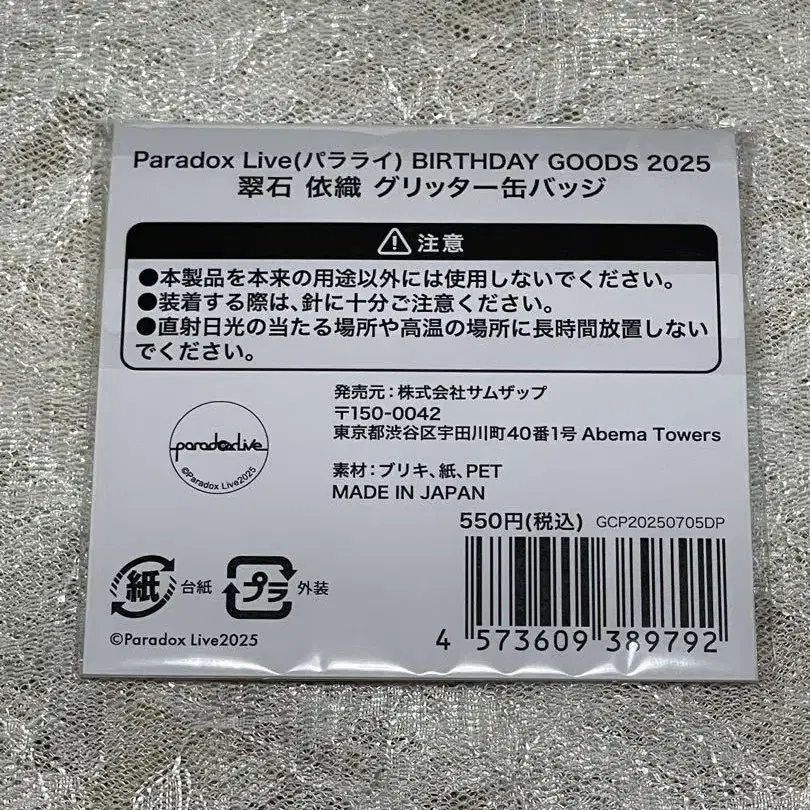 Paradox Live(パラライ) BIRTHDAY GOODS 2025
翠石 依織 グリッター缶バッジ
注意
●本製品を本来の用途以外には使用しないでください。
●装着する際は、針に十分ご注意ください。
●直射日光の当たる場所や高温の場所に長時間放置しない
でください。
発売元：株式会社サムザップ
〒150-0042
東京都渋谷区宇田川町40番1号 Abema Towers
paradoxlive
©Paradox Live2025
素材：ブリキ、紙、PET
MADE IN JAPAN
550円(税込) GCP20250705DP
紙 台紙 プラ 外装
©Paradox Live2025
4 573609 389792